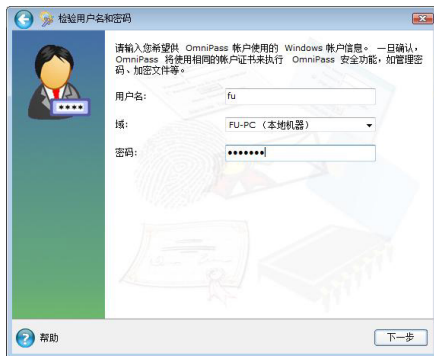 检验用户名和密码
请输入您希望供 OmniPass 帐户使用的 Windows 帐户信息。 一旦确认，
OmniPass 将使用相同的帐户证书来执行 OmniPass 安全功能，如管理密
码、加密文件等。
用户名:
fu
域:
FU-PC （本地机器）
密码:
•••••••
帮助
下一步